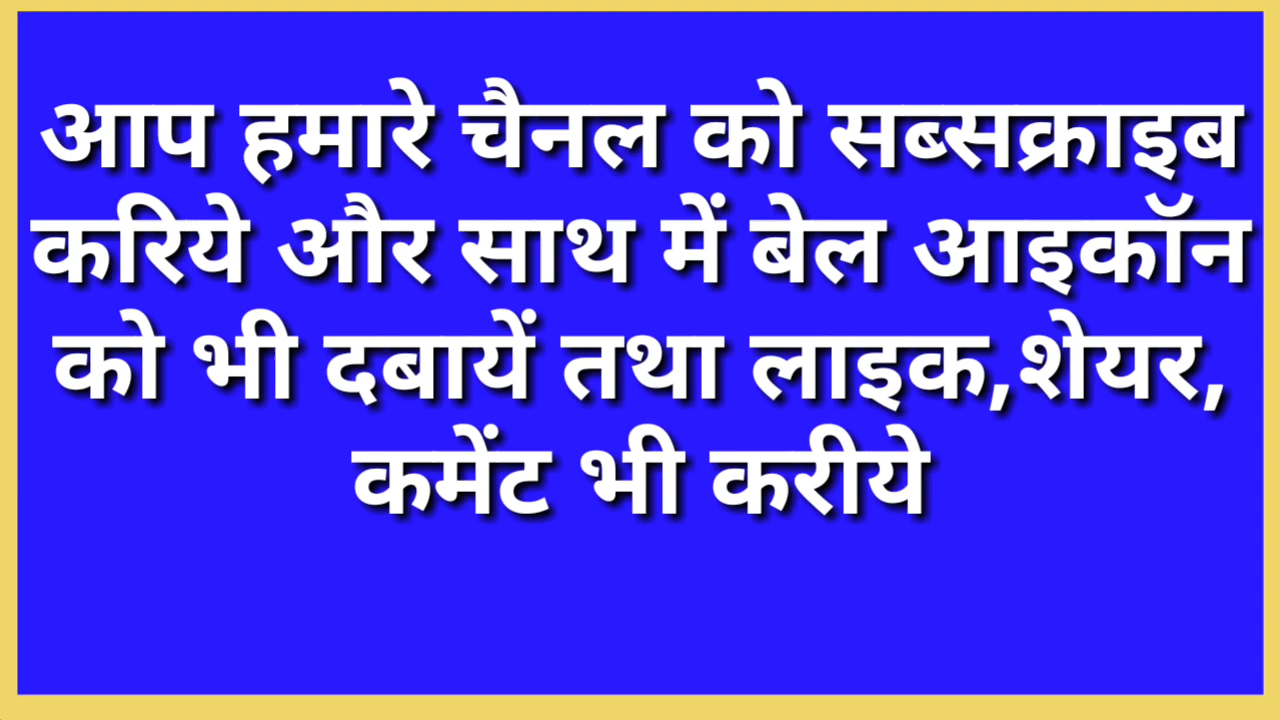 आप हमारे चैनल को सब्सक्राइब
करिये और साथ में बेल आइकॉन
को भी दबायें तथा लाइक,शेयर,
कमेंट भी करीये